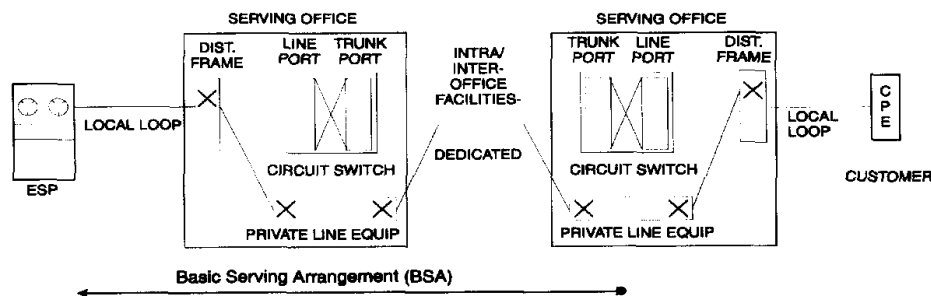 SERVING OFFICE
DIST.
FRAME
LINE
PORT
TRUNK
PORT
LOCAL LOOP
ESP
CIRCUIT SWITCH
PRIVATE LINE EQUIP
INTRA/
INTER-
OFFICE
FACILITIES-
DEDICATED
SERVING OFFICE
TRUNK
PORT
LINE
PORT
DIST.
FRAME
CIRCUIT SWITCH
PRIVATE LINE EQUIP
LOCAL
LOOP
CPE
CUSTOMER
Basic Serving Arrangement (BSA)